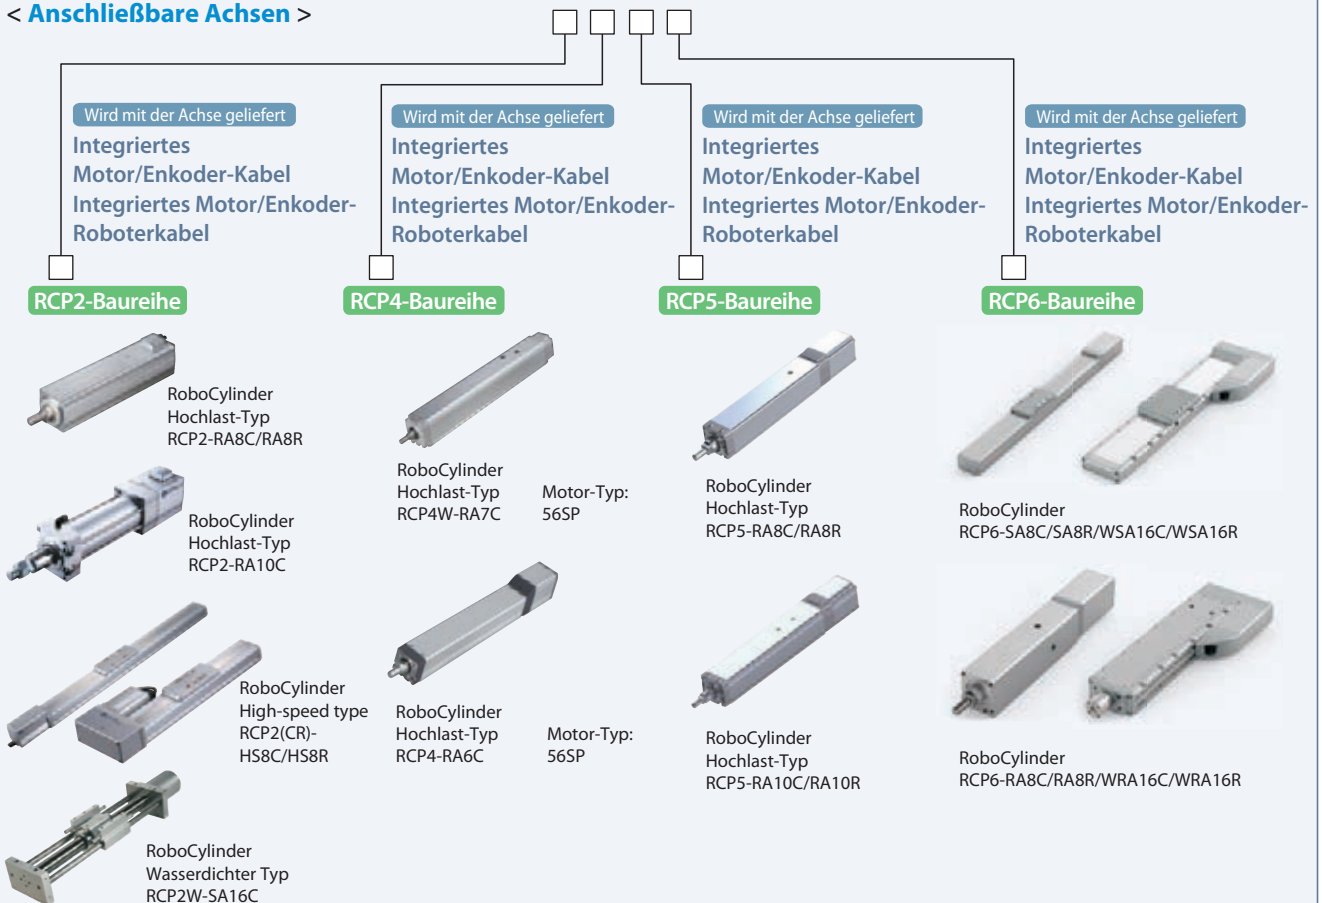 < Anschließbare Achsen >
Wird mit der Achse geliefert
Integriertes
Motor/Enkoder-Kabel
Integriertes Motor/Enkoder-
Roboterkabel
RCP2-Baureihe
RoboCylinder
Hochlast-Typ
RCP2-RA8C/RA8R
RoboCylinder
Hochlast-Typ
RCP2-RA10C
RoboCylinder
High-speed type
RCP2(CR)-
HS8C/HS8R
RoboCylinder
Wasserdichter Typ
RCP2W-SA16C
Wird mit der Achse geliefert
Integriertes
Motor/Enkoder-Kabel
Integriertes Motor/Enkoder-
Roboterkabel
RCP4-Baureihe
RoboCylinder
Hochlast-Typ
RCP4W-RA7C
Motor-Typ:
56SP
RoboCylinder
Hochlast-Typ
RCP4-RA6C
Motor-Typ:
56SP
Wird mit der Achse geliefert
Integriertes
Motor/Enkoder-Kabel
Integriertes Motor/Enkoder-
Roboterkabel
RCP5-Baureihe
RoboCylinder
Hochlast-Typ
RCP5-RA8C/RA8R
RoboCylinder
Hochlast-Typ
RCP5-RA10C/RA10R
Wird mit der Achse geliefert
Integriertes
Motor/Enkoder-Kabel
Integriertes Motor/Enkoder-
Roboterkabel
RCP6-Baureihe
RoboCylinder
RCP6-SA8C/SA8R/WSA16C/WSA16R
RoboCylinder
RCP6-RA8C/RA8R/WRA16C/WRA16R